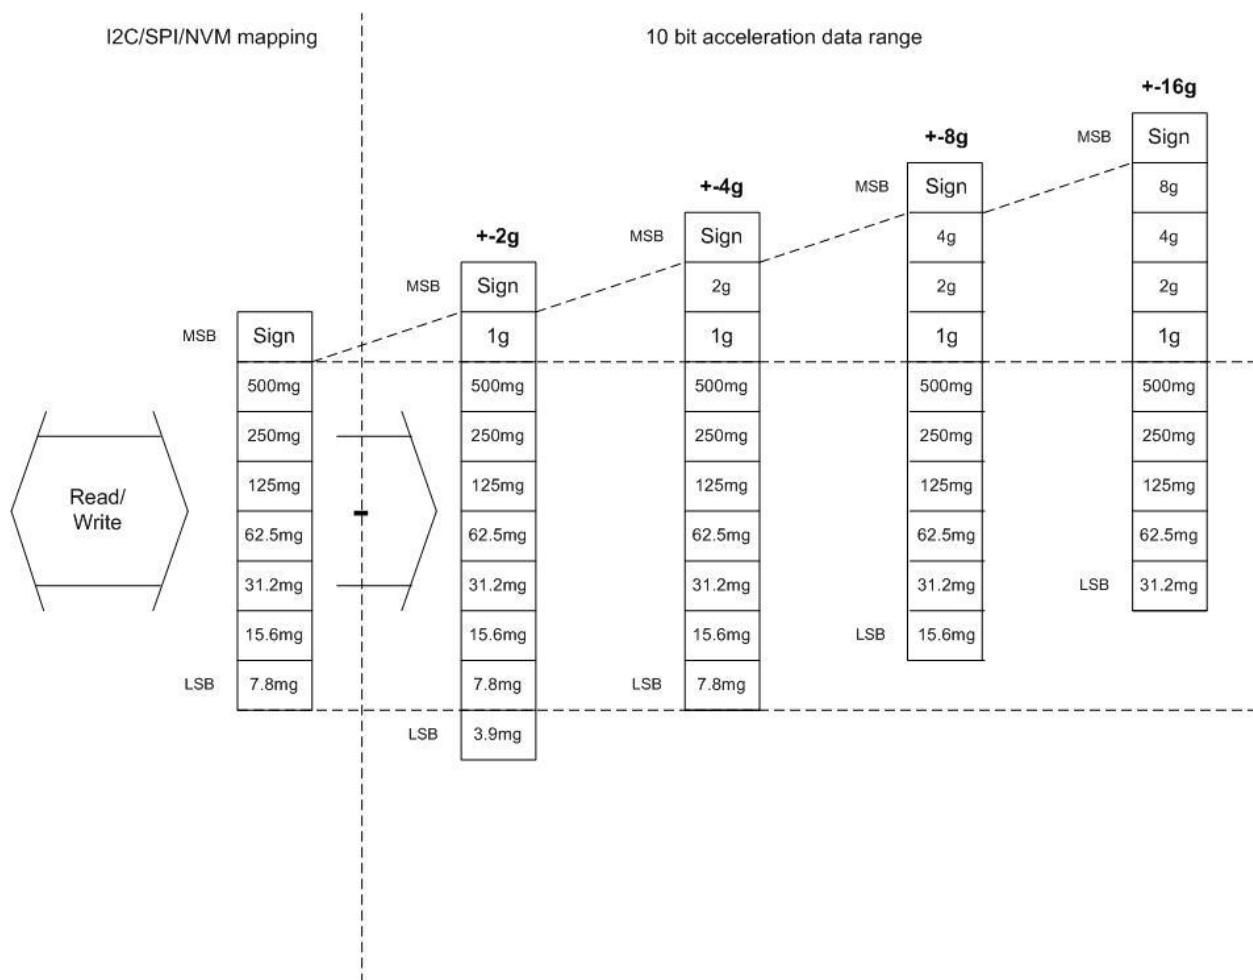 I2C/SPI/NVM mapping
10 bit acceleration data range
+-16g
MSB Sign
8g
4g
2g
1g
500mg
250mg
125mg
62.5mg
LSB 31.2mg
+-8g
MSB Sign
4g
2g
1g
500mg
250mg
125mg
62.5mg
31.2mg
LSB 15.6mg
+-4g
MSB Sign
2g
1g
500mg
250mg
125mg
62.5mg
31.2mg
15.6mg
LSB 7.8mg
+-2g
MSB Sign
1g
500mg
250mg
125mg
62.5mg
31.2mg
15.6mg
7.8mg
LSB 3.9mg
MSB Sign
500mg
250mg
125mg
62.5mg
31.2mg
15.6mg
LSB 7.8mg
Read/
Write
-